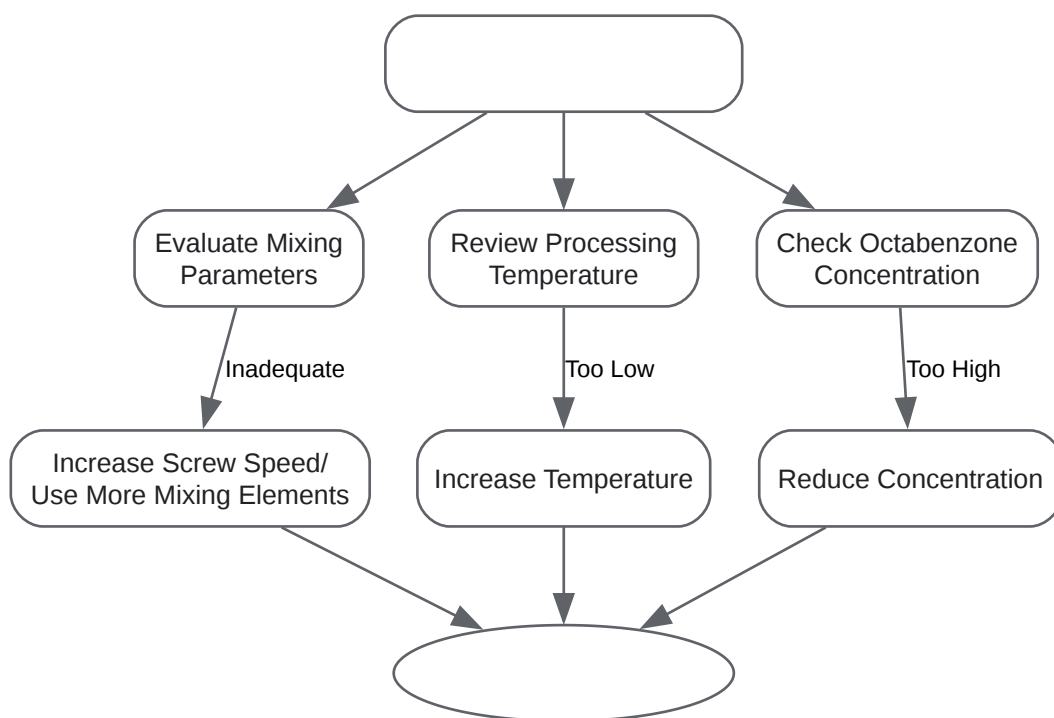 Evaluate Mixing
Parameters
Review Processing
Temperature
Check Octabenzone
Concentration
Inadequate
Too Low
Too High
Increase Screw Speed/
Use More Mixing Elements
Increase Temperature
Reduce Concentration